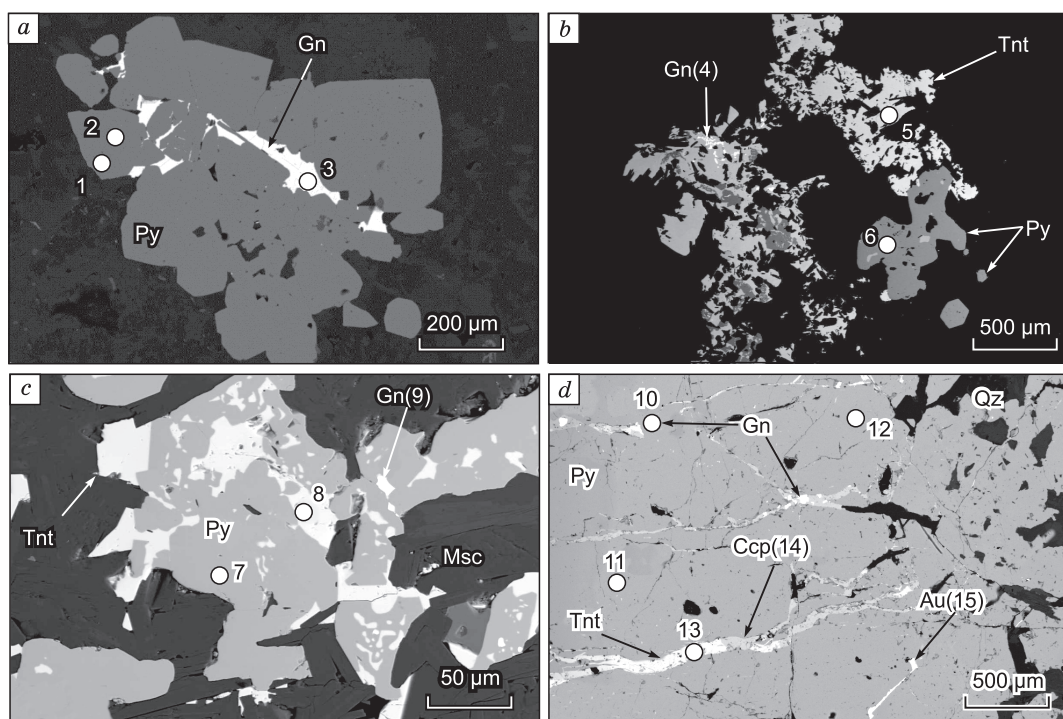 a
Gn
2
1
3
Py
200 µm
b
Tnt
Gn(4)
5
6
Py
500 µm
c
Gn(9)
8
Tnt
Py
7
Msc
50 µm
d
10
Gn
12
Qz
Py
11
Ccp(14)
Au(15)
Tnt
13
500 µm